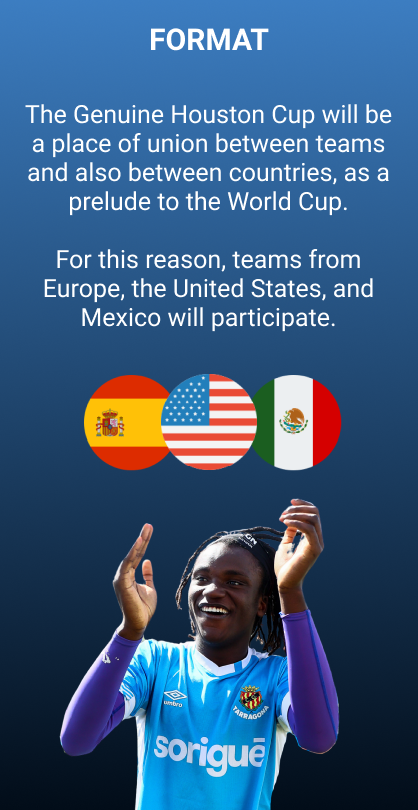 FORMAT
The Genuine Houston Cup will be
a place of union between teams
and also between countries, as a
prelude to the World Cup.
For this reason, teams from
Europe, the United States, and
Mexico will participate.
GN
umbro
TARRAGONA
sorigué